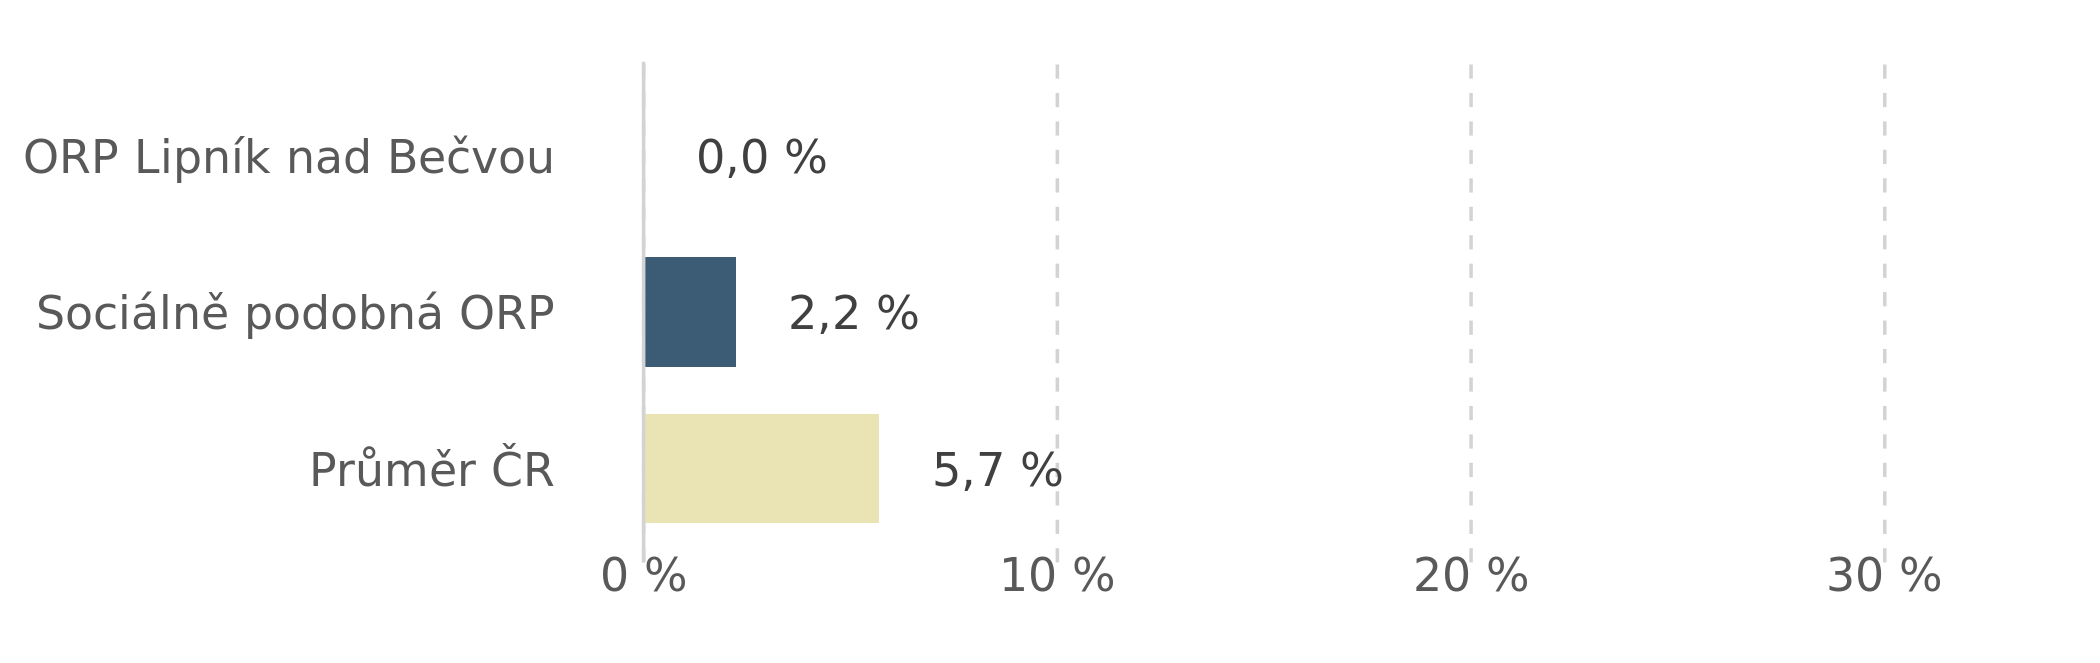 ORP Lipník nad Bečvou 0,0 %
Sociálně podobná ORP 2,2 %
Průměr ČR 5,7 %
0 % 10 % 20 % 30 %